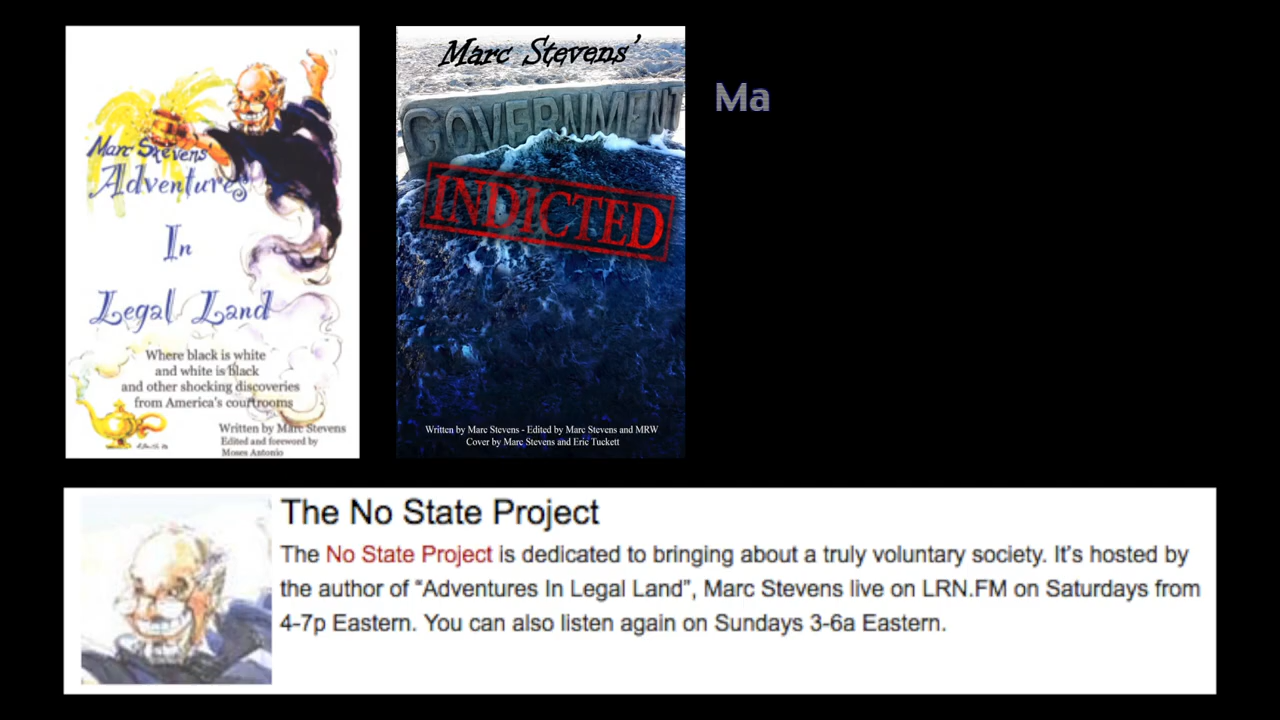 Marc Stevens'
Adventures
In
Legal Land
Where black is white
and white is black
and other shocking discoveries
from America's courtrooms
Written by Marc Stevens
Edited and foreword by
Moses Antonio
Marc Stevens'
GOVERNMENT
INDICTED
Written by Marc Stevens - Edited by Marc Stevens and MRW
Cover by Marc Stevens and Eric Tuckett
Ma
The No State Project
The No State Project is dedicated to bringing about a truly voluntary society. It's hosted by
the author of “Adventures In Legal Land”, Marc Stevens live on LRN.FM on Saturdays from
4-7p Eastern. You can also listen again on Sundays 3-6a Eastern.